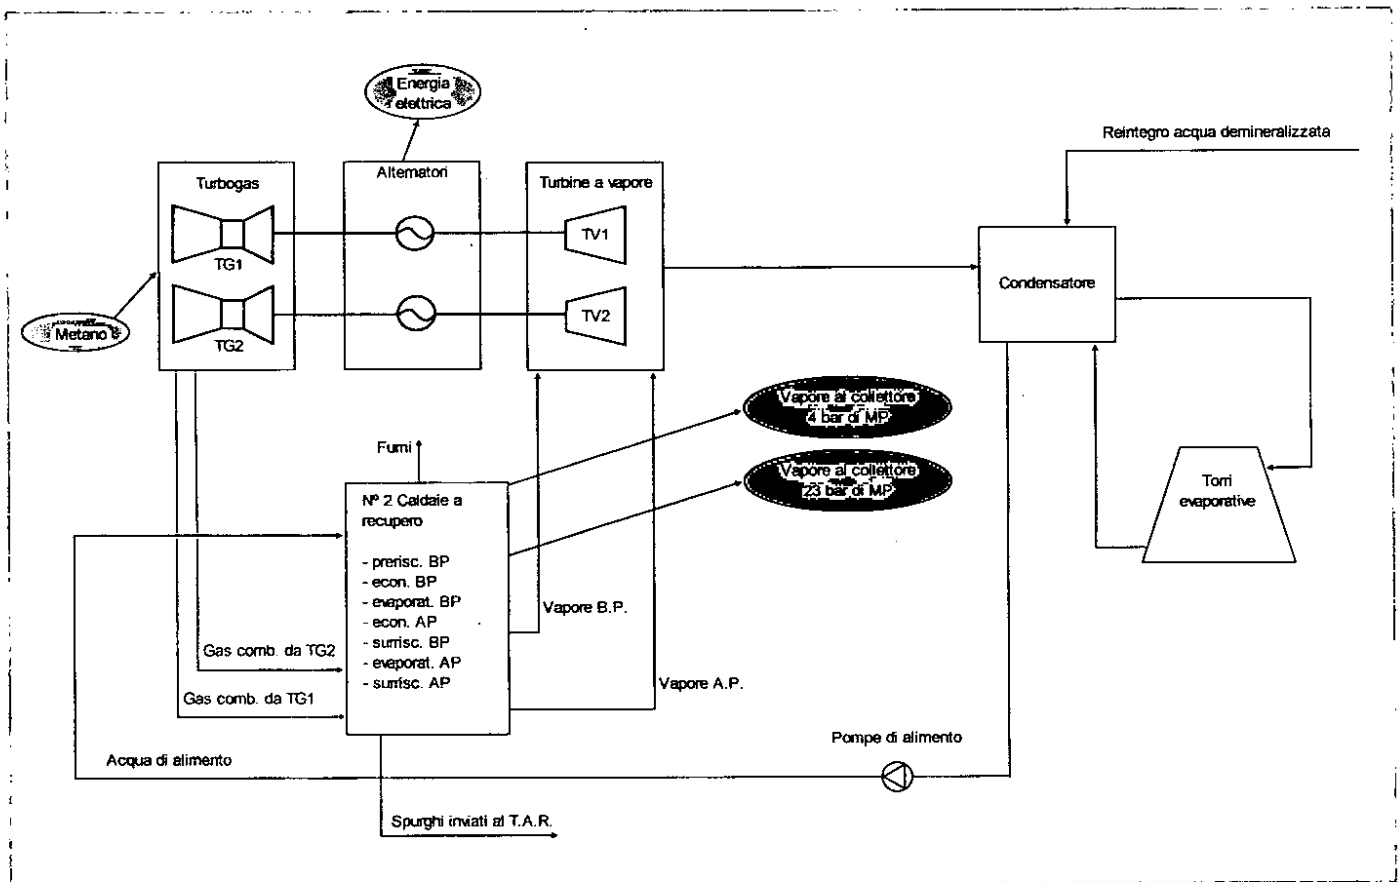 Energia
elettrica
Reintegro acqua demineralizzata
Turbogas
Alternatori
Turbine a vapore
TG1
TV1
Condensatore
Metano
TG2
TV2
Vapore al collettore
4 bar di MP
Fumi
Vapore al collettore
23 bar di MP
Torri
evaporative
N° 2 Caldaie a
recupero
- prerisc. BP
- econ. BP
- evaporat. BP
- econ. AP
- surrisc. BP
- evaporat. AP
- surrisc. AP
Vapore B.P.
Gas comb. da TG2
Vapore A.P.
Gas comb. da TG1
Pompe di alimento
Acqua di alimento
Spurghi inviati al T.A.R.